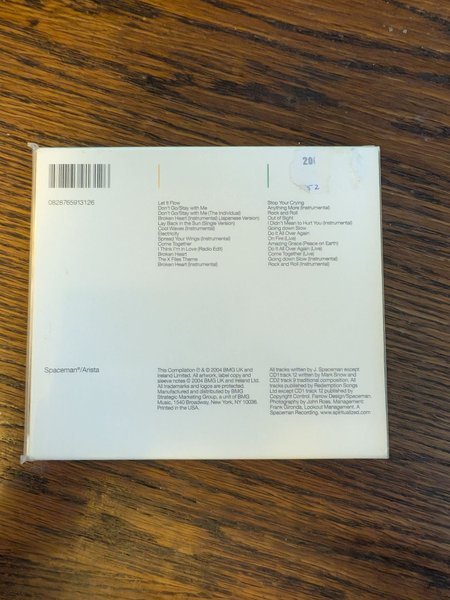 0828765913126
Let it Flow
Don't Go/Stay with Me
Don't Go/Stay with Me (The Individual)
Broken Heart (Instrumental) (Japanese Version)
Lay Back in the Sun (Single Version)
Cool Waves (Instrumental)
Electricity
Spread Your Wings (Instrumental)
Come Together
I Think I'm in Love (Radio Edit)
Broken Heart
The X Files Theme
Broken Heart (Instrumental)
20
52
Stop Your Crying
Anything More (Instrumental)
Rock and Roll
Out of Sight
I Didn't Mean to Hurt You (Instrumental)
Going down Slow
Do it All Over Again
On Fire (Live)
Amazing Grace (Peace on Earth)
Do it All Over Again (Live)
Come Together (Live)
Going down Slow (Instrumental)
Rock and Roll (Instrumental)
Spaceman®/Arista
This Compilation ℗ & © 2004 BMG UK and
Ireland Limited. All artwork, label copy and
sleeve notes © 2004 BMG UK and Ireland Ltd.
All trademarks and logos are protected.
Manufactured and distributed by BMG
Strategic Marketing Group, a unit of BMG
Music, 1540 Broadway, New York, NY 10036.
Printed in the USA.
All tracks written by J. Spaceman except
CD1 track 12 written by Mark Snow and
CD2 track 9 traditional composition. All
tracks published by Redemption Songs
Ltd except CD1 track 12 published by
Copyright Control. Farrow Design/Spaceman.
Photography by John Ross. Management:
Frank Gironda, Lookout Management. A
Spaceman Recording. www.spiritualized.com